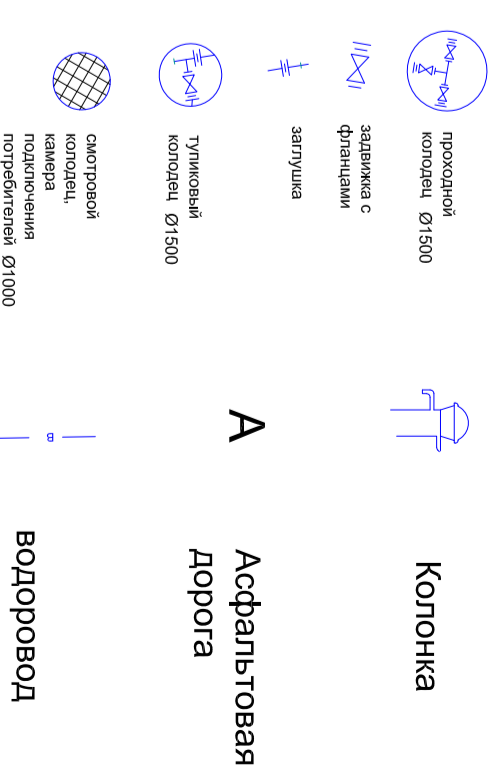 проходной
колодец Ø1500
задвижка с
фланцами
заглушка
тупиковый
колодец Ø1500
смотровой
колодец,
камера
подключения
потребителей Ø1000
Колонка
А
Асфальтовая
дорога
в
водоровод